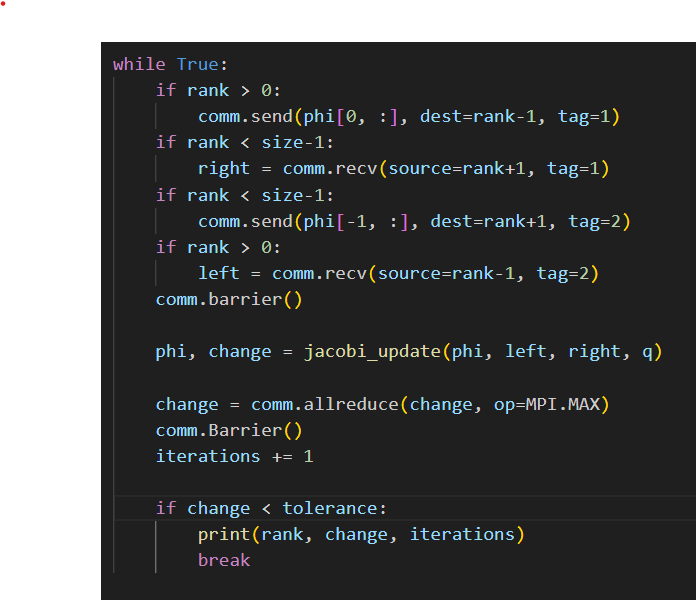 while True:
    if rank > 0:
        comm.send(phi[0, :], dest=rank-1, tag=1)
    if rank < size-1:
        right = comm.recv(source=rank+1, tag=1)
    if rank < size-1:
        comm.send(phi[-1, :], dest=rank+1, tag=2)
    if rank > 0:
        left = comm.recv(source=rank-1, tag=2)
    comm.barrier()
    phi, change = jacobi_update(phi, left, right, q)
    change = comm.allreduce(change, op=MPI.MAX)
    comm.Barrier()
    iterations += 1
    if change < tolerance:
        print(rank, change, iterations)
        break